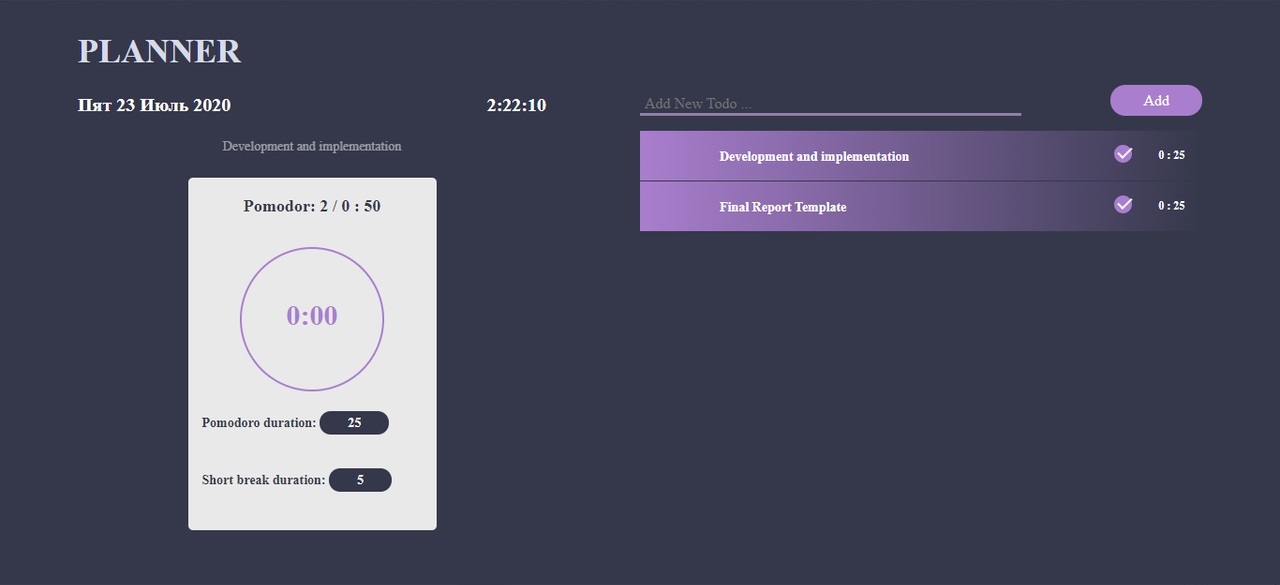 PLANNER
Пят 23 Июль 2020
2:22:10
Development and implementation
Pomodor: 2 / 0 : 50
0:00
Pomodoro duration: 25
Short break duration: 5
Add New Todo ...
Add
Development and implementation 0 : 25
Final Report Template 0 : 25